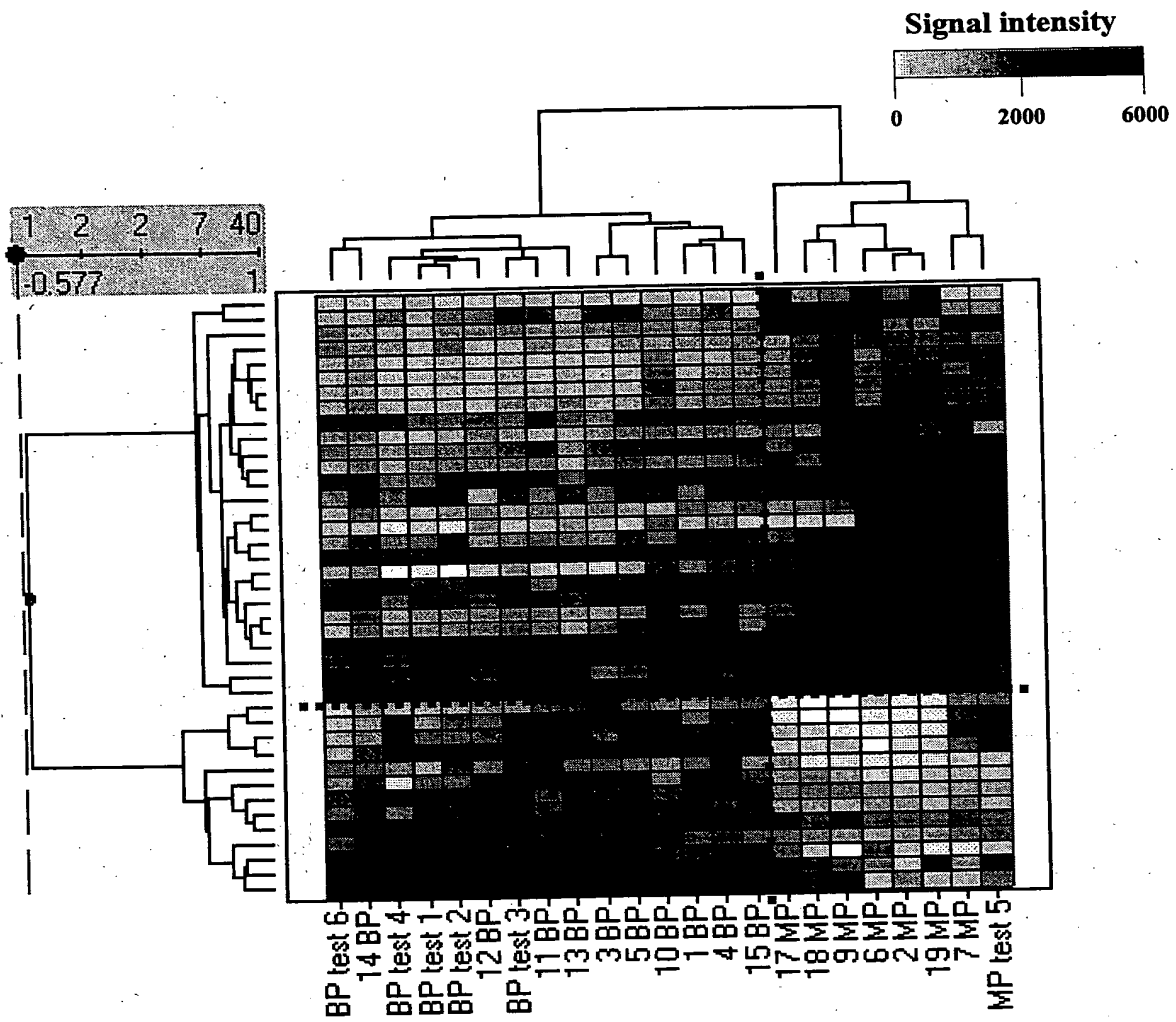 Signal intensity
0 2000 6000
1 2 2 7 40
-0.577 1
BP test 6
14 BP
BP test 4
BP test 1
BP test 2
12 BP
BP test 3
11 BP
13 BP
3 BP
5 BP
10 BP
1 BP
4 BP
15 BP
17 MP
18 MP
9 MP
6 MP
2 MP
19 MP
7 MP
MP test 5